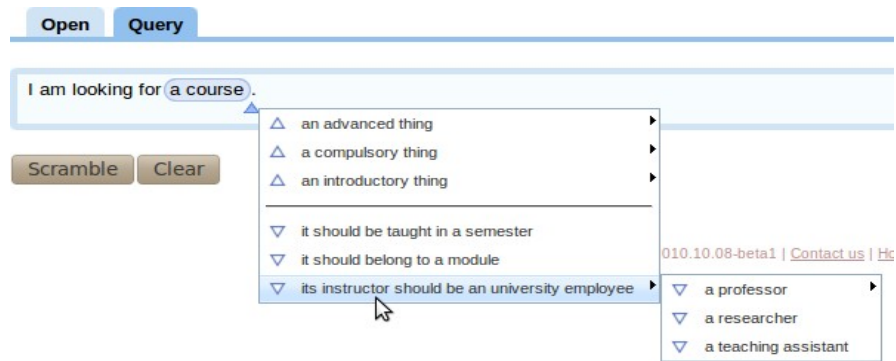 Open Query
I am looking for a course.
an advanced thing
a compulsory thing
an introductory thing
Scramble Clear
it should be taught in a semester
it should belong to a module
its instructor should be an university employee
010.10.08-beta1 | Contact us | Ho
a professor
a researcher
a teaching assistant